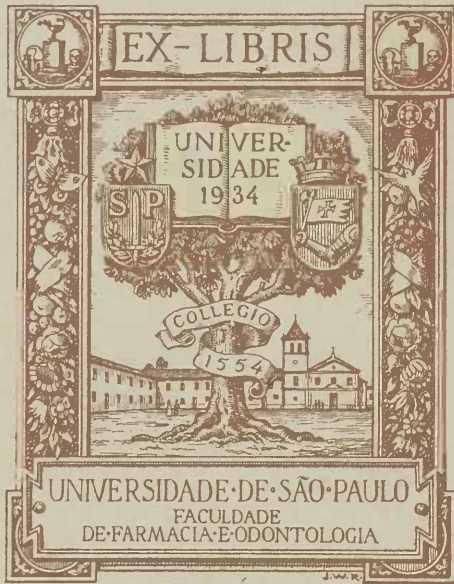 EX-LIBRIS
UNIVER-
SIDADE
1934
S P
COLLEGIO
1554
UNIVERSIDADE·DE·SÃO·PAULO
FACULDADE
DE·FARMACIA·E·ODONTOLOGIA
J.W.R.